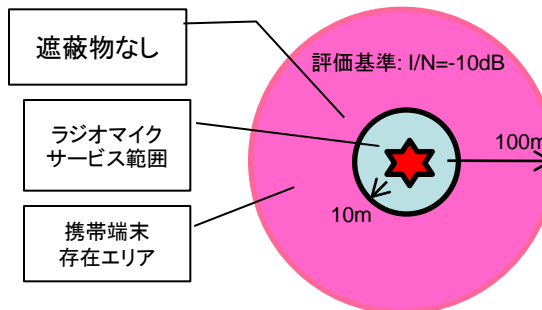 遮蔽物なし
評価基準: I/N=-10dB
ラジオマイク
サービス範囲
100m
10m
携帯端末
存在エリア